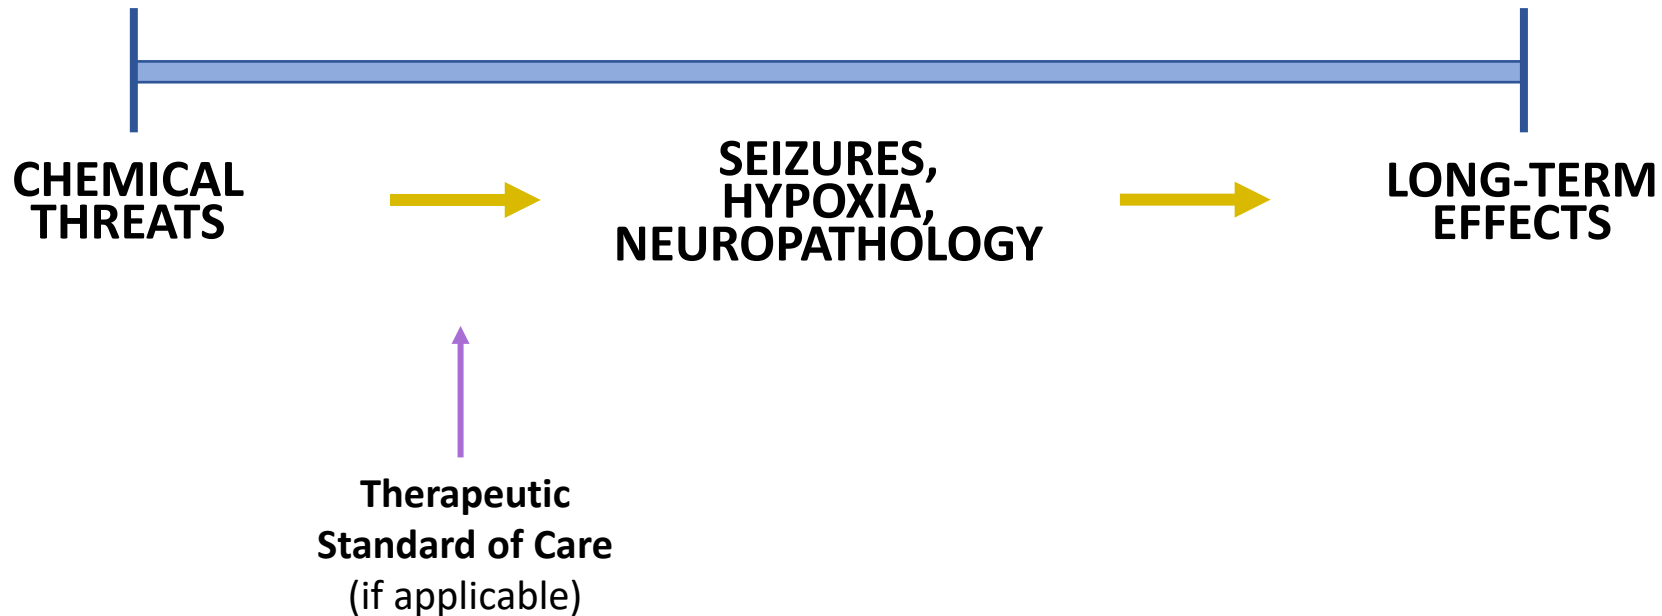 CHEMICAL
THREATS
SEIZURES,
HYPOXIA,
NEUROPATHOLOGY
LONG-TERM
EFFECTS
Therapeutic
Standard of Care
(if applicable)